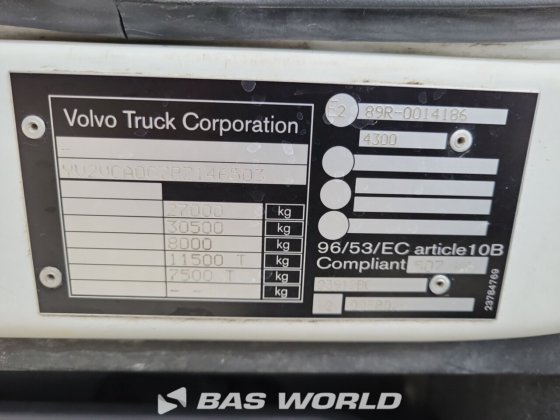 Volvo Truck Corporation
E2 89R-0014186
4300
-
27000 kg
30500 kg
8000 kg
11500 T kg
7500 T kg
- - kg
96/53/EC article10B
Compliant
23784769
BAS WORLD